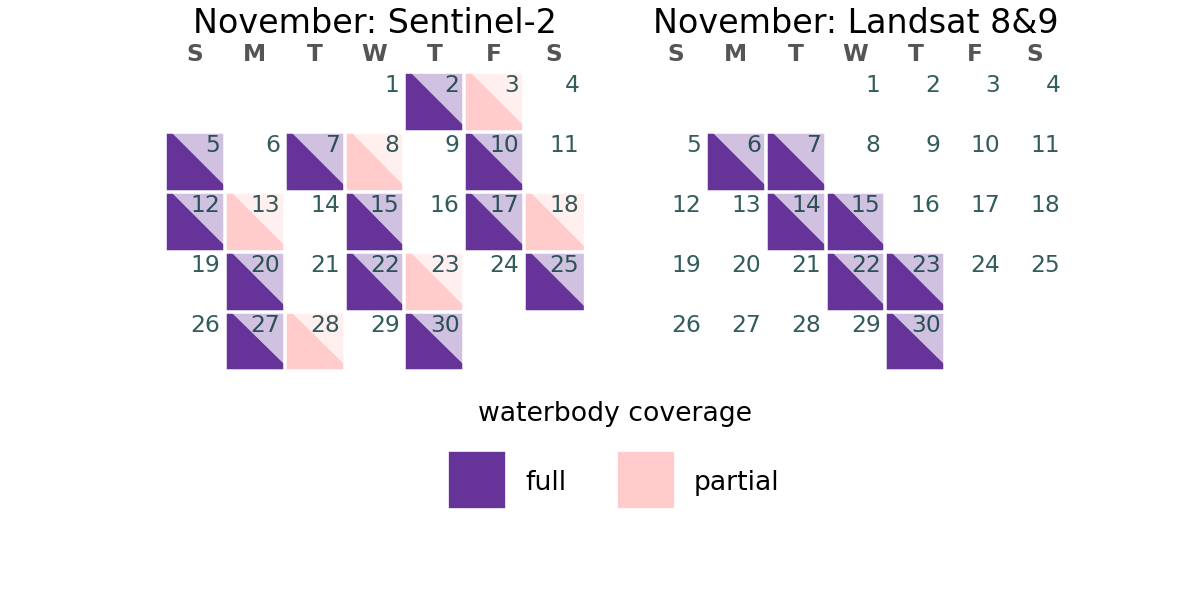 November: Sentinel-2
S M T W T F S
1 2 3 4
5 6 7 8 9 10 11
12 13 14 15 16 17 18
19 20 21 22 23 24 25
26 27 28 29 30
November: Landsat 8&9
S M T W T F S
1 2 3 4
5 6 7 8 9 10 11
12 13 14 15 16 17 18
19 20 21 22 23 24 25
26 27 28 29 30
waterbody coverage
full partial